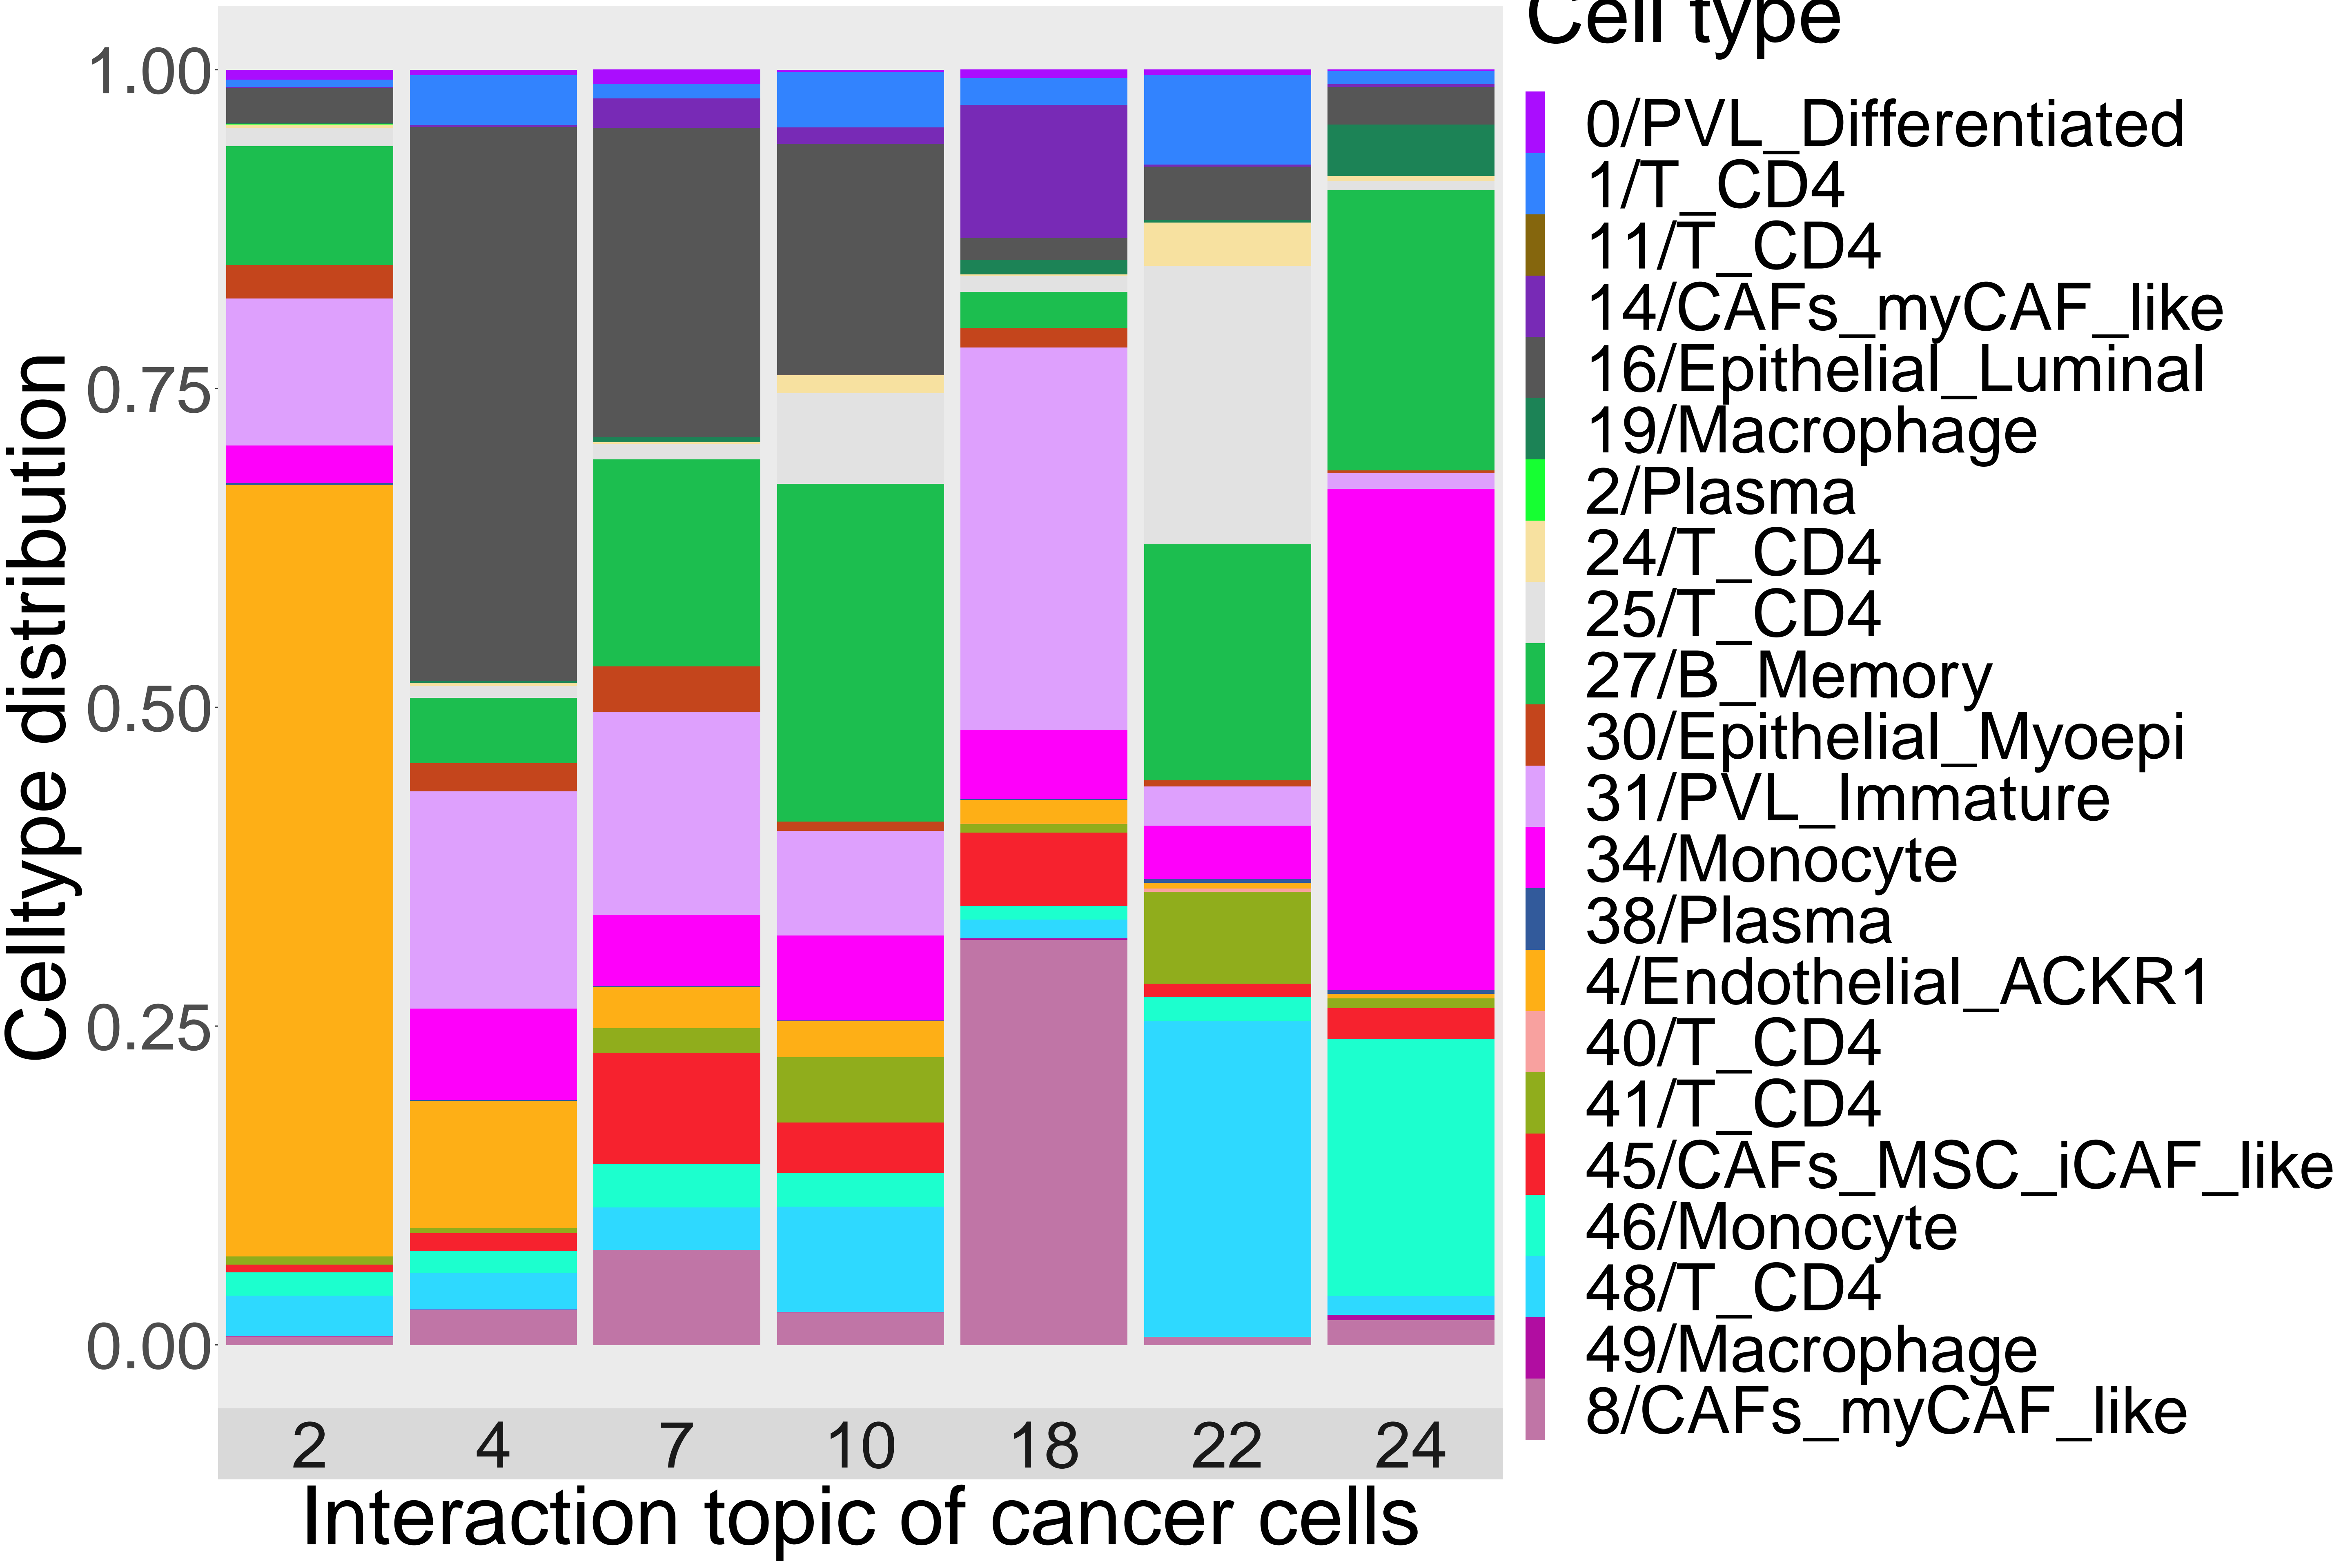 Cell type
1.00
0.75
0.50
0.25
0.00
Celltype distribution
2 4 7 10 18 22 24
Interaction topic of cancer cells
0/PVL_Differentiated
1/T_CD4
11/T_CD4
14/CAFs_myCAF_like
16/Epithelial_Luminal
19/Macrophage
2/Plasma
24/T_CD4
25/T_CD4
27/B_Memory
30/Epithelial_Myoepi
31/PVL_Immature
34/Monocyte
38/Plasma
4/Endothelial_ACKR1
40/T_CD4
41/T_CD4
45/CAFs_MSC_iCAF_like
46/Monocyte
48/T_CD4
49/Macrophage
8/CAFs_myCAF_like